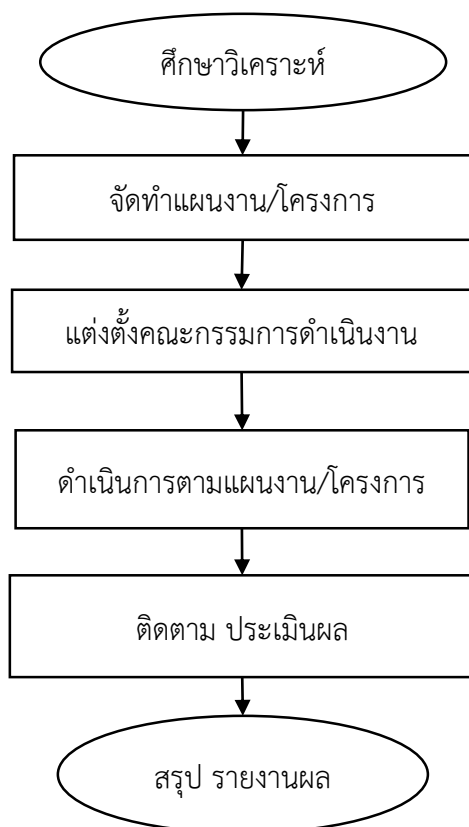 ศึกษาวิเคราะห์
จัดทำแผนงาน/โครงการ
แต่งตั้งคณะกรรมการดำเนินงาน
ดำเนินการตามแผนงาน/โครงการ
ติดตาม ประเมินผล
สรุป รายงานผล